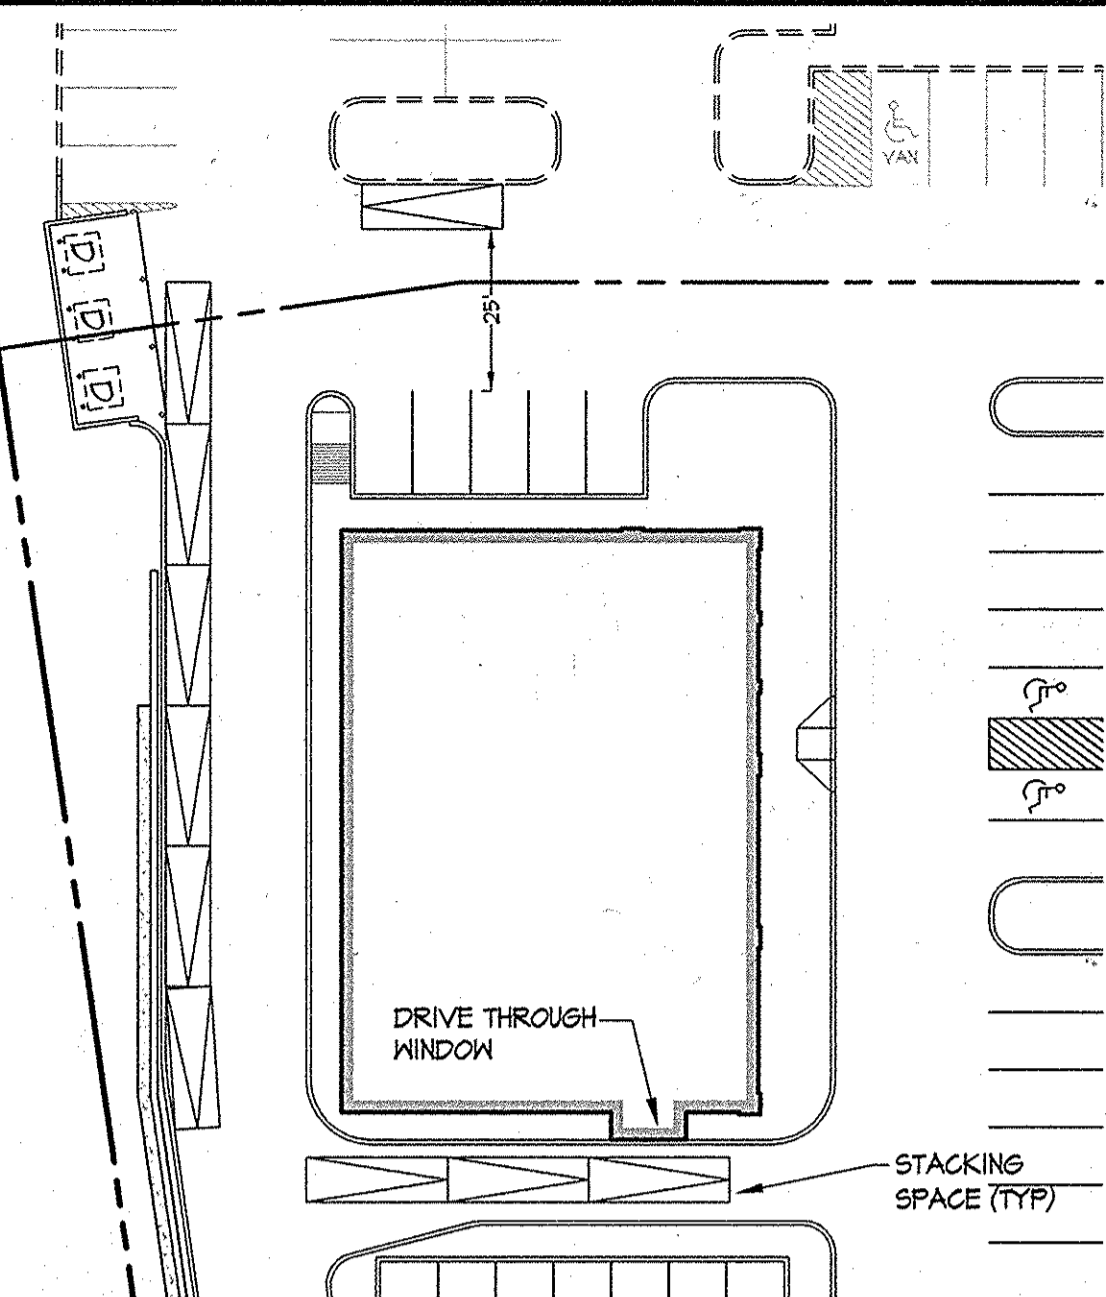 VAN
25'
DRIVE THROUGH
WINDOW
STACKING
SPACE (TYP)